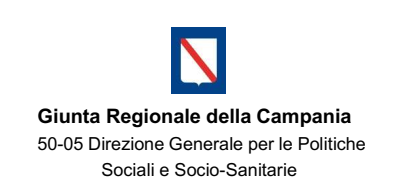 Giunta Regionale della Campania
50-05 Direzione Generale per le Politiche
Sociali e Socio-Sanitarie